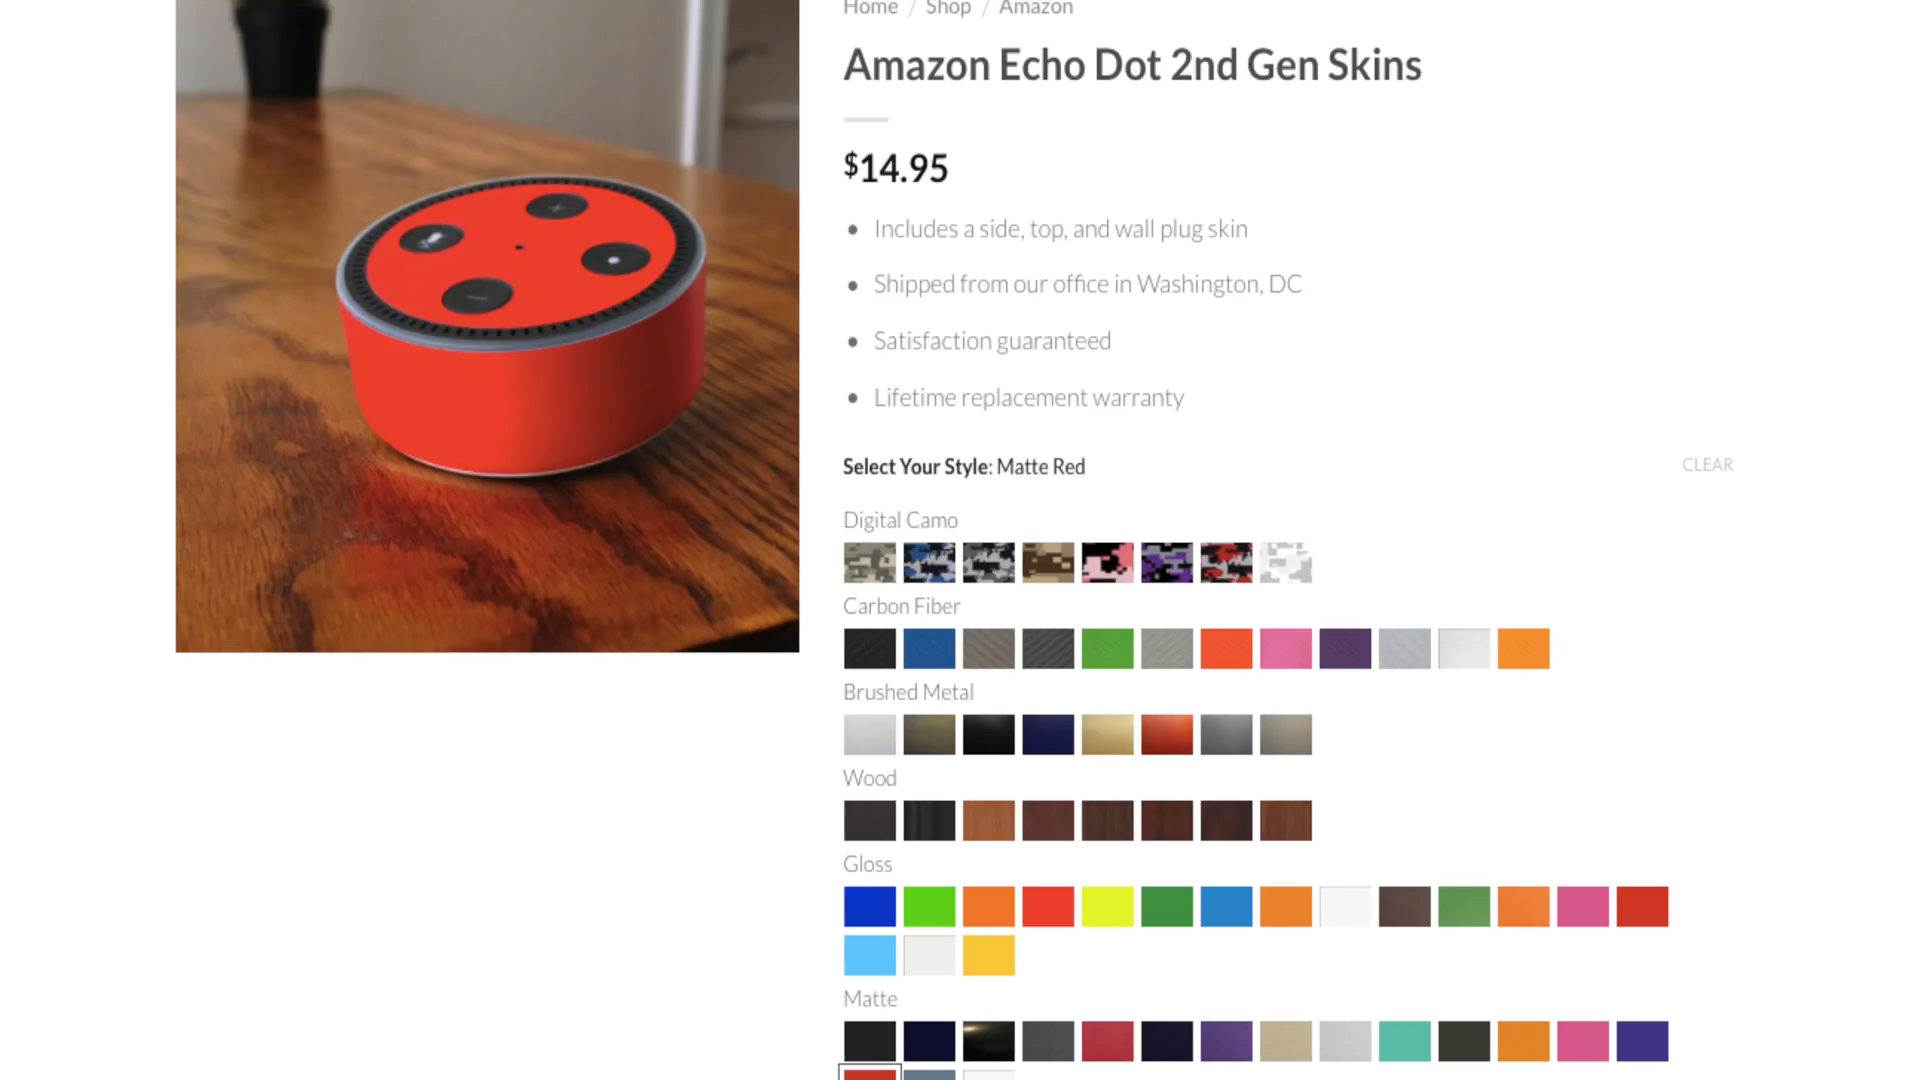 Home / Shop / Amazon
Amazon Echo Dot 2nd Gen Skins
$14.95
Includes a side, top, and wall plug skin
Shipped from our office in Washington, DC
Satisfaction guaranteed
Lifetime replacement warranty
Select Your Style: Matte Red
CLEAR
Digital Camo
Carbon Fiber
Brushed Metal
Wood
Gloss
Matte